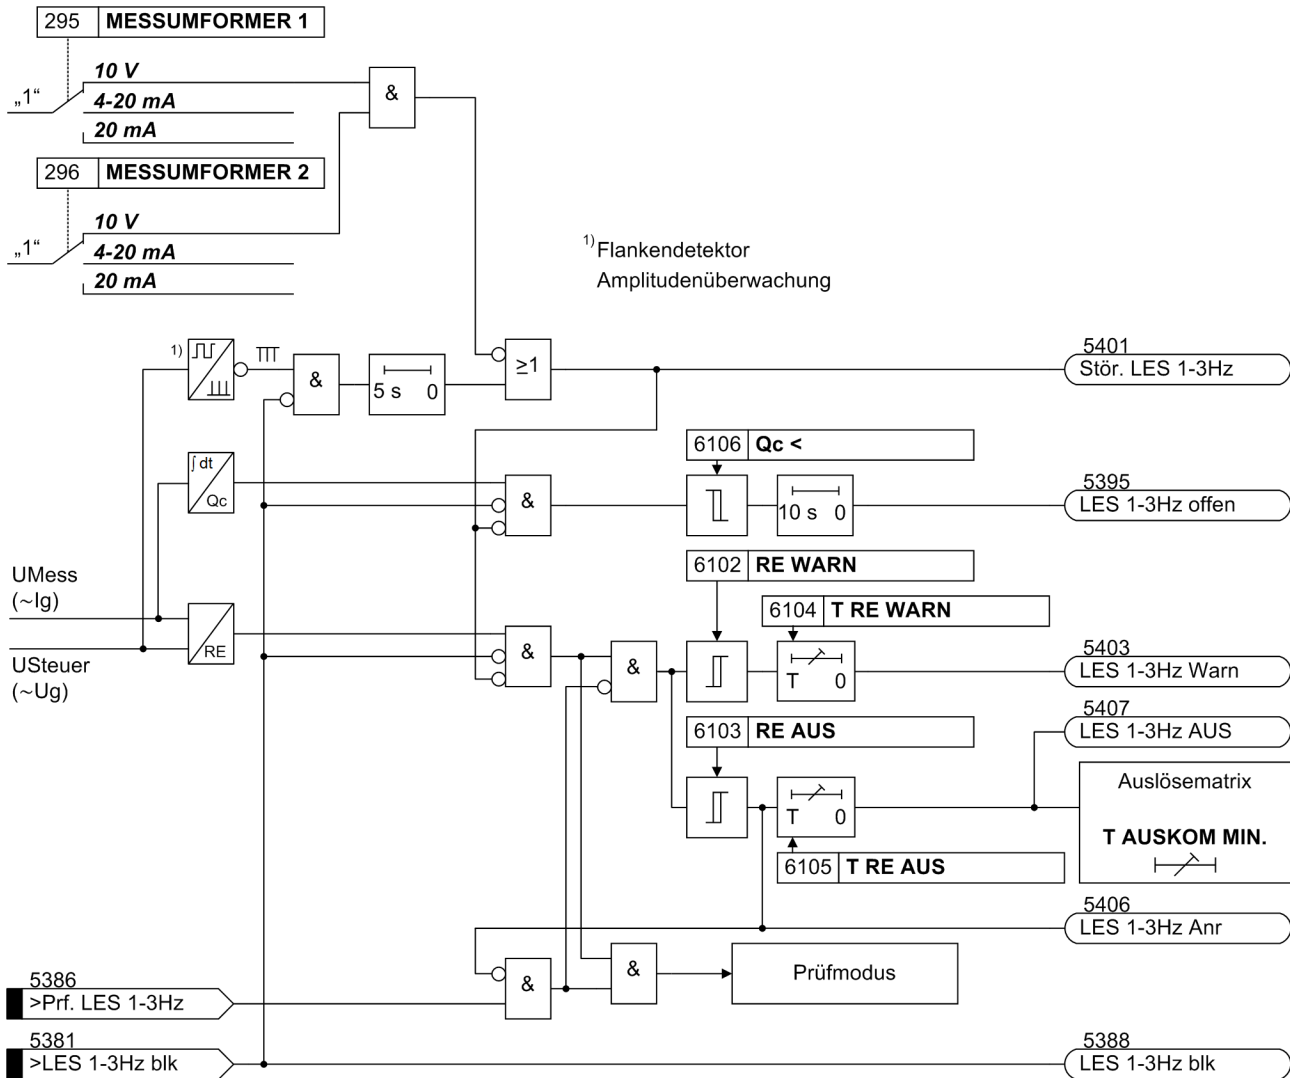 295 MESSUMFORMER 1
10 V
„1“
4-20 mA
20 mA
&
296 MESSUMFORMER 2
10 V
„1“
4-20 mA
20 mA
1) Flankendetektor
Amplitudenüberwachung
1)
&
5 s 0
≥1
5401
Stör. LES 1-3Hz
∫ dt
Qc
&
6106 Qc <
10 s 0
5395
LES 1-3Hz offen
UMess
(~Ig)
USteuer
(~Ug)
RE
&
&
6102 RE WARN
6104 T RE WARN
T 0
5403
LES 1-3Hz Warn
5407
LES 1-3Hz AUS
6103 RE AUS
T 0
6105 T RE AUS
Auslösematrix
T AUSKOM MIN.
5406
LES 1-3Hz Anr
5386
>Prf. LES 1-3Hz
&
&
Prüfmodus
5381
>LES 1-3Hz blk
5388
LES 1-3Hz blk